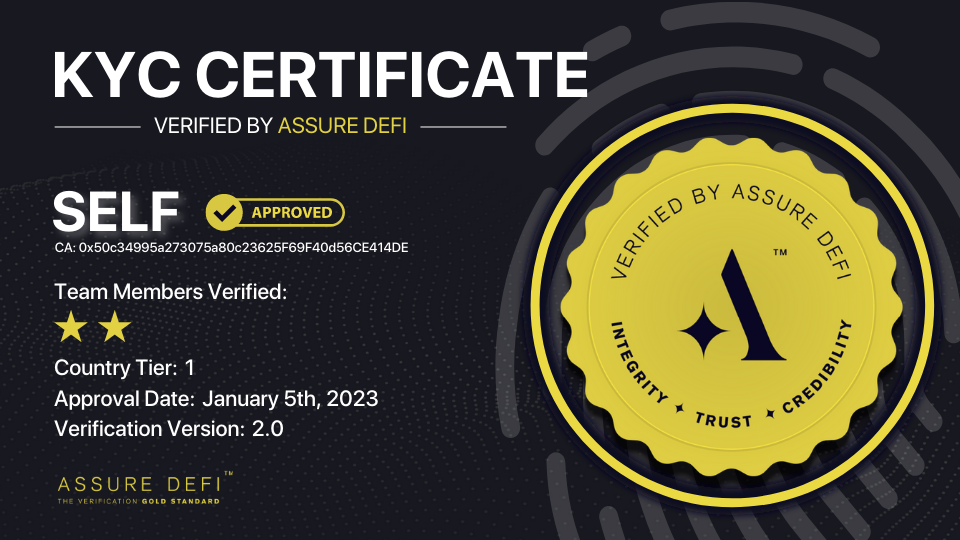 KYC CERTIFICATE
VERIFIED BY ASSURE DEFI
SELF
APPROVED
CA: 0x50c34995a273075a80c23625F69F40d56CE414DE
Team Members Verified:
Country Tier: 1
Approval Date: January 5th, 2023
Verification Version: 2.0
ASSURE DEFI™
THE VERIFICATION GOLD STANDARD
VERIFIED BY ASSURE DEFI
™
INTEGRITY ✦ TRUST ✦ CREDIBILITY